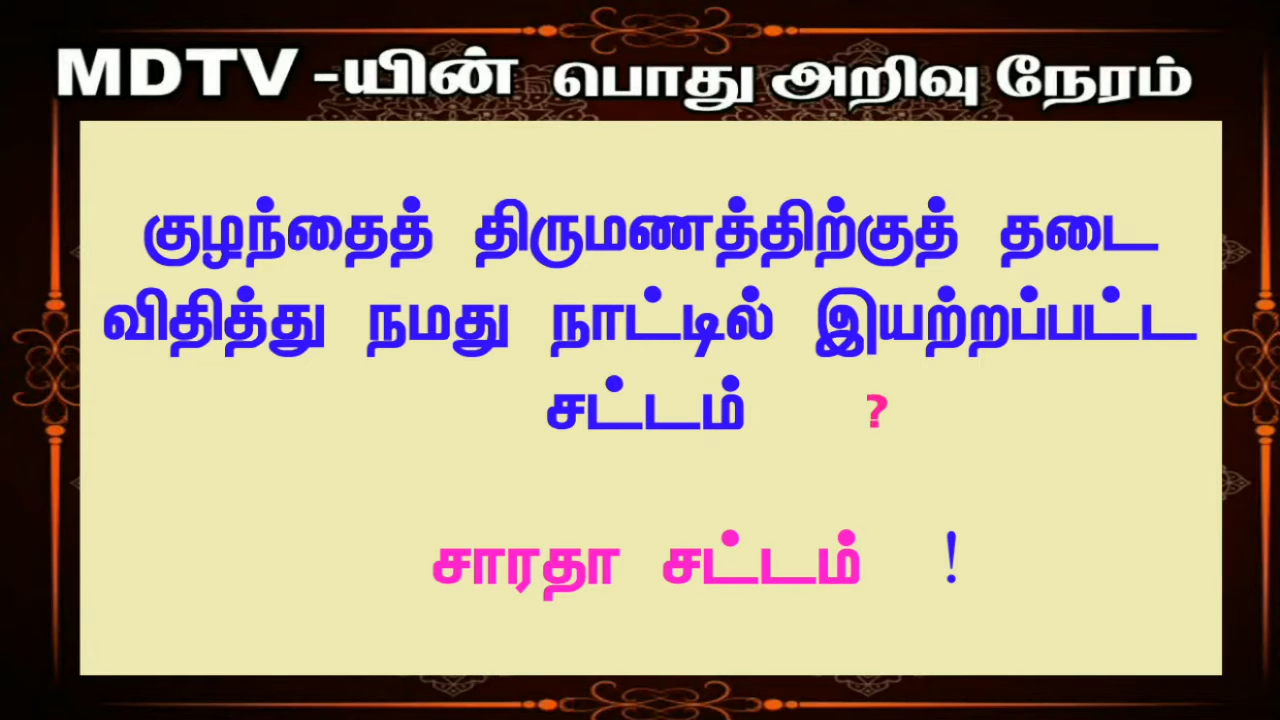 MDTV -யின் பொது அறிவு நேரம்
குழந்தைத் திருமணத்திற்குத் தடை
விதித்து நமது நாட்டில் இயற்றப்பட்ட
சட்டம் ?
சாரதா சட்டம் !